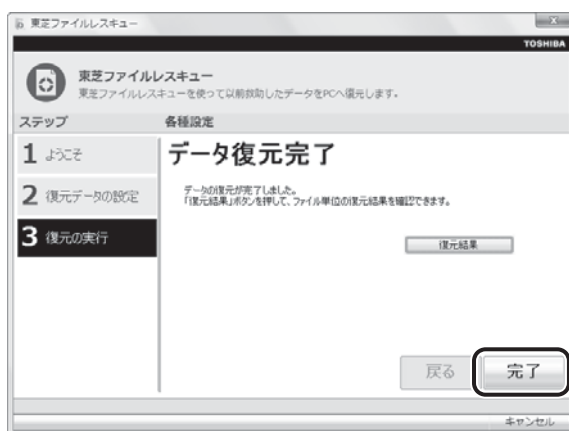 東芝ファイルレスキュー
TOSHIBA
東芝ファイルレスキュー
東芝ファイルレスキューを使って以前救助したデータをPCへ復元します。
ステップ
各種設定
1 ようこそ
2 復元データの設定
3 復元の実行
データ復元完了
データの復元が完了しました。
「復元結果」ボタンを押して、ファイル単位の復元結果を確認できます。
復元結果
戻る
完了
キャンセル